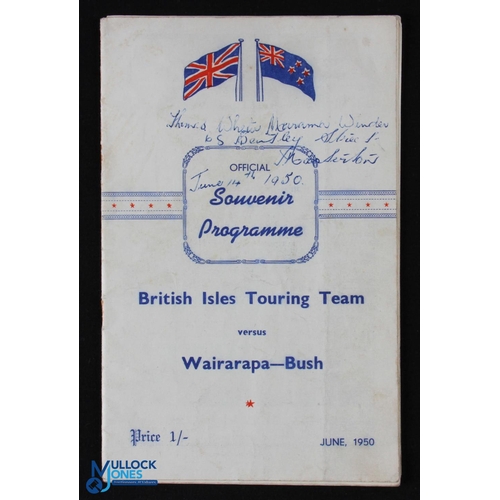 Thomas
OFFICIAL
June 14th 1950.
Souvenir
Programme
British Isles Touring Team
versus
Wairarapa—Bush
Price 1/-
JUNE, 1950
MULLOCK
JONES